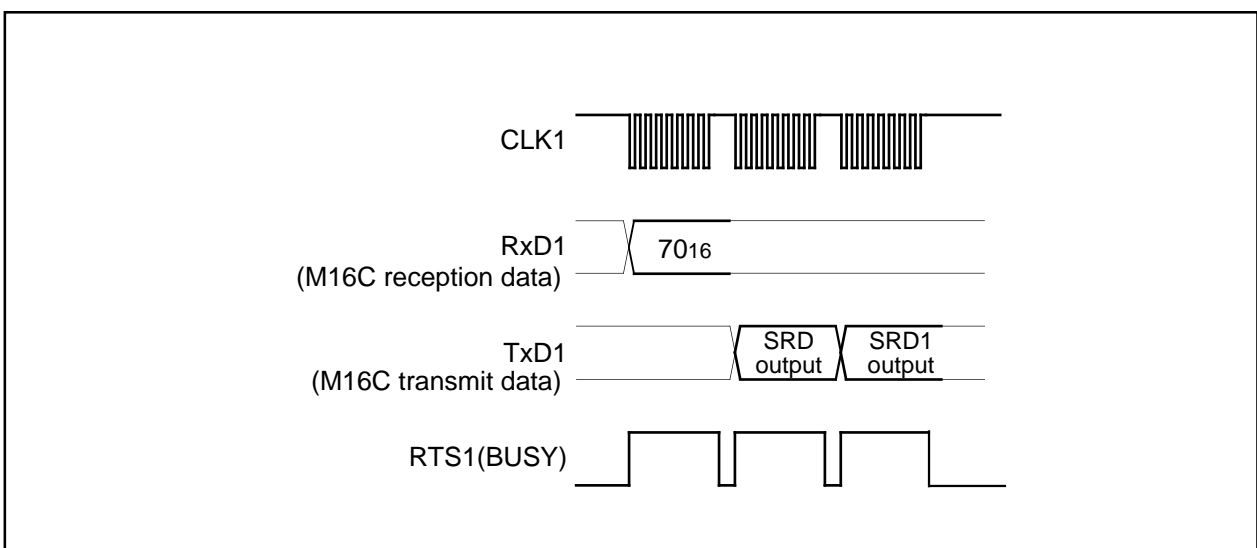 CLK1
RxD1
(M16C reception data)
7016
TxD1
(M16C transmit data)
SRD
output
SRD1
output
RTS1(BUSY)